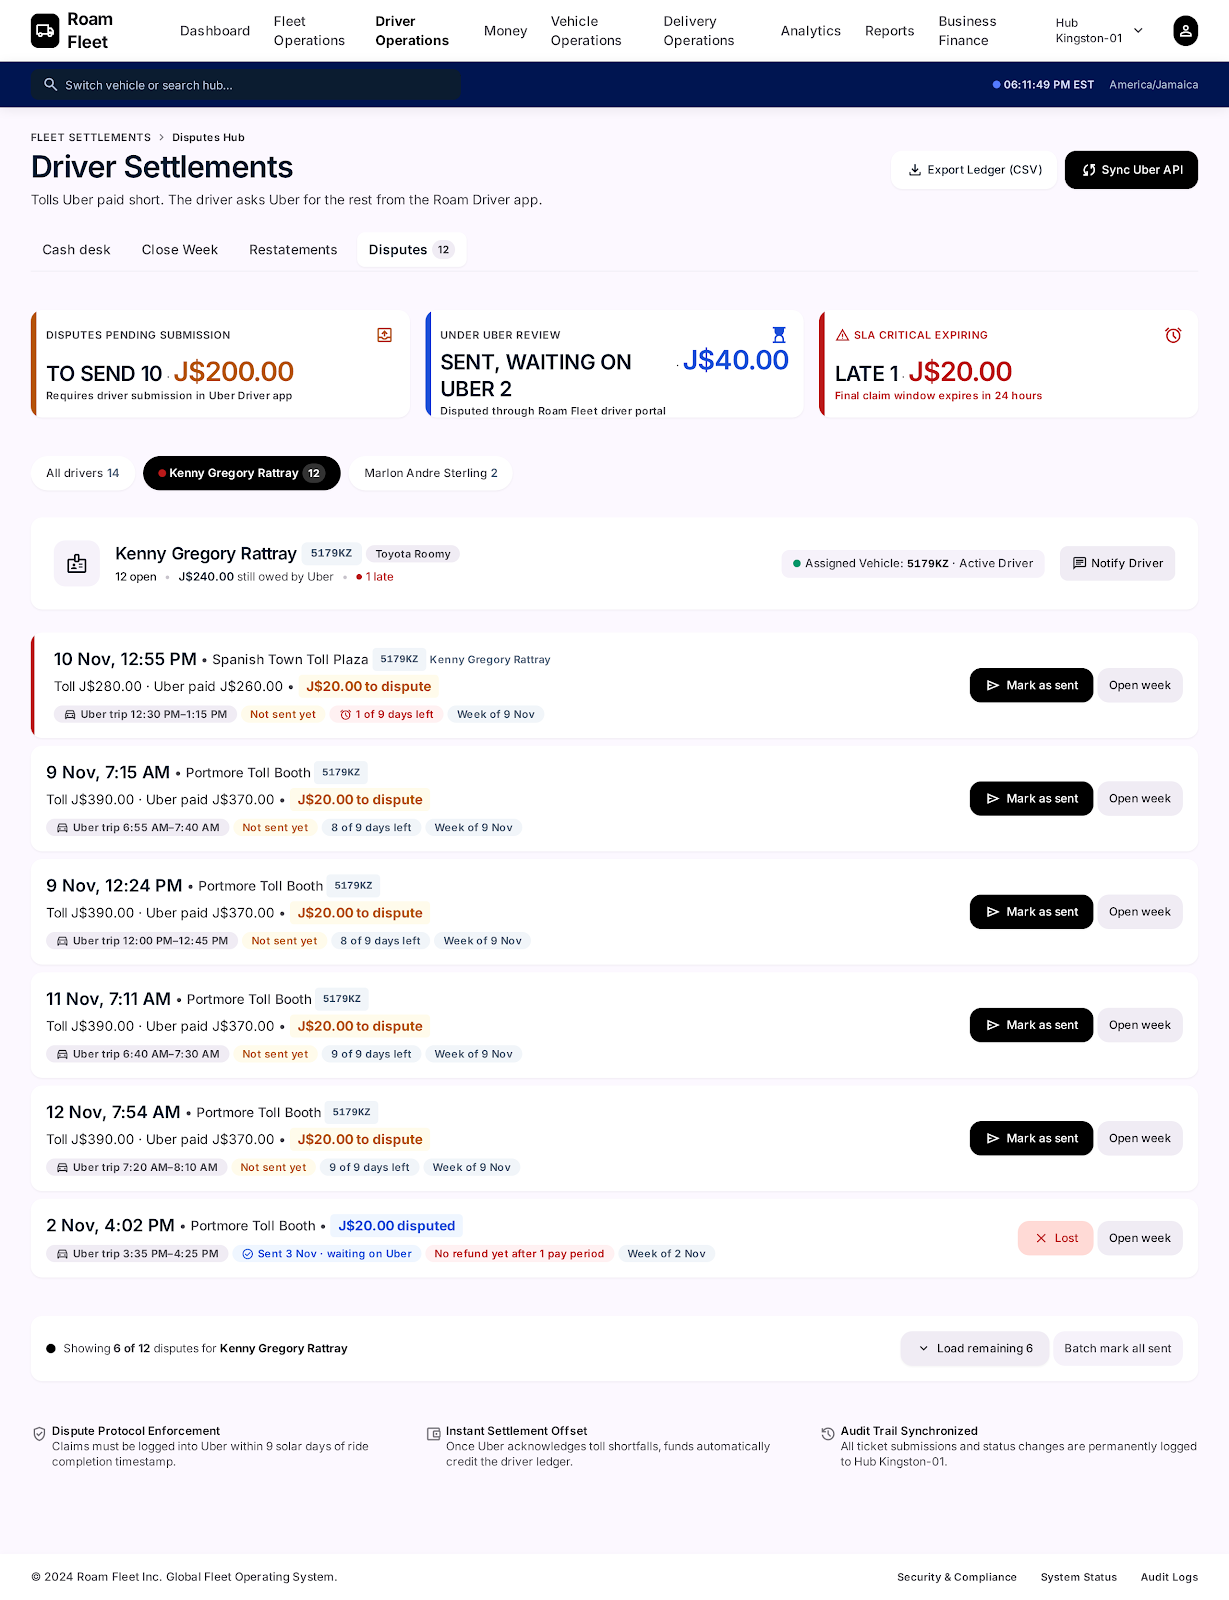 Roam Fleet
Dashboard
Fleet Operations
Driver Operations
Money
Vehicle Operations
Delivery Operations
Analytics
Reports
Business Finance
Hub Kingston-01
Switch vehicle or search hub...
06:11:49 PM EST America/Jamaica
FLEET SETTLEMENTS > Disputes Hub
Driver Settlements
Tolls Uber paid short. The driver asks Uber for the rest from the Roam Driver app.
Export Ledger (CSV)
Sync Uber API
Cash desk Close Week Restatements Disputes 12
DISPUTES PENDING SUBMISSION
TO SEND 10 · J$200.00
Requires driver submission in Uber Driver app
UNDER UBER REVIEW
SENT, WAITING ON UBER 2 · J$40.00
Disputed through Roam Fleet driver portal
SLA CRITICAL EXPIRING
LATE 1 · J$20.00
Final claim window expires in 24 hours
All drivers 14 Kenny Gregory Rattray 12 Marlon Andre Sterling 2
Kenny Gregory Rattray 5179KZ Toyota Roomy
12 open • J$240.00 still owed by Uber • 1 late
Assigned Vehicle: 5179KZ · Active Driver
Notify Driver
10 Nov, 12:55 PM • Spanish Town Toll Plaza 5179KZ Kenny Gregory Rattray
Toll J$280.00 · Uber paid J$260.00 • J$20.00 to dispute
Uber trip 12:30 PM–1:15 PM Not sent yet 1 of 9 days left Week of 9 Nov
Mark as sent Open week
9 Nov, 7:15 AM • Portmore Toll Booth 5179KZ
Toll J$390.00 · Uber paid J$370.00 • J$20.00 to dispute
Uber trip 6:55 AM–7:40 AM Not sent yet 8 of 9 days left Week of 9 Nov
Mark as sent Open week
9 Nov, 12:24 PM • Portmore Toll Booth 5179KZ
Toll J$390.00 · Uber paid J$370.00 • J$20.00 to dispute
Uber trip 12:00 PM–12:45 PM Not sent yet 8 of 9 days left Week of 9 Nov
Mark as sent Open week
11 Nov, 7:11 AM • Portmore Toll Booth 5179KZ
Toll J$390.00 · Uber paid J$370.00 • J$20.00 to dispute
Uber trip 6:40 AM–7:30 AM Not sent yet 9 of 9 days left Week of 9 Nov
Mark as sent Open week
12 Nov, 7:54 AM • Portmore Toll Booth 5179KZ
Toll J$390.00 · Uber paid J$370.00 • J$20.00 to dispute
Uber trip 7:20 AM–8:10 AM Not sent yet 9 of 9 days left Week of 9 Nov
Mark as sent Open week
2 Nov, 4:02 PM • Portmore Toll Booth • J$20.00 disputed
Uber trip 3:35 PM–4:25 PM Sent 3 Nov · waiting on Uber No refund yet after 1 pay period Week of 2 Nov
Lost Open week
Showing 6 of 12 disputes for Kenny Gregory Rattray
Load remaining 6 Batch mark all sent
Dispute Protocol Enforcement
Claims must be logged into Uber within 9 solar days of ride
completion timestamp.
Instant Settlement Offset
Once Uber acknowledges toll shortfalls, funds automatically
credit the driver ledger.
Audit Trail Synchronized
All ticket submissions and status changes are permanently logged
to Hub Kingston-01.
© 2024 Roam Fleet Inc. Global Fleet Operating System.
Security & Compliance System Status Audit Logs